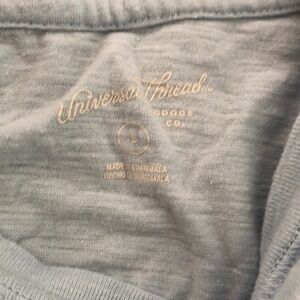 Universal Thread
GOODS
CO.
MADE IN GUATEMALA
HECHO EN GUATEMALA